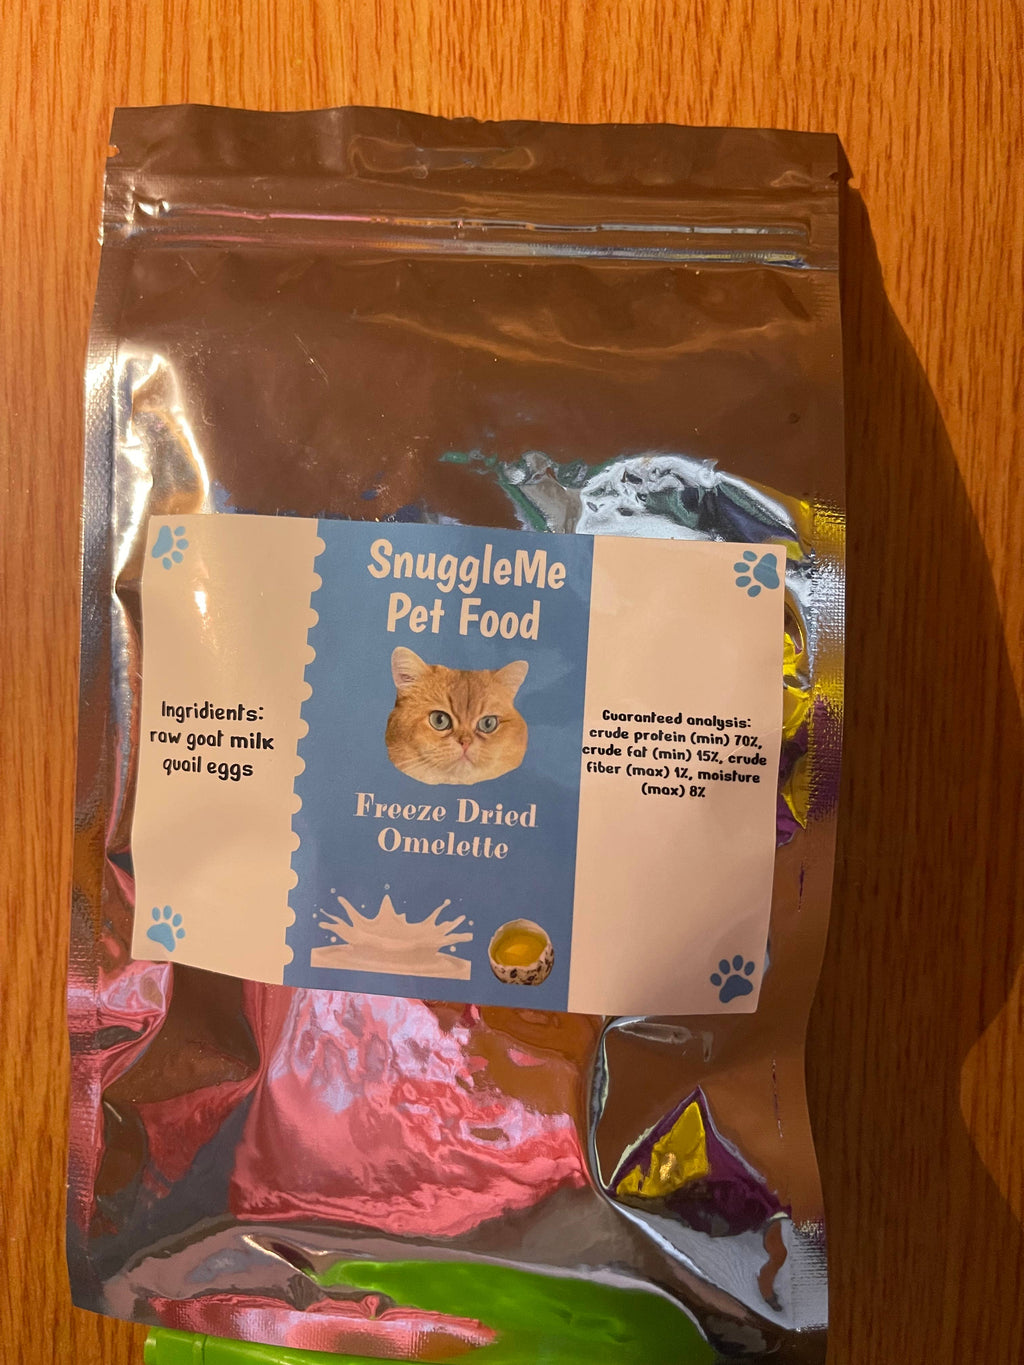 SnuggleMe
Pet Food
Ingridients:
raw goat milk
quail eggs
Freeze Dried
Omelette
Guaranteed analysis:
crude protein (min) 70%,
crude fat (min) 15%, crude
fiber (max) 1%, moisture
(max) 8%